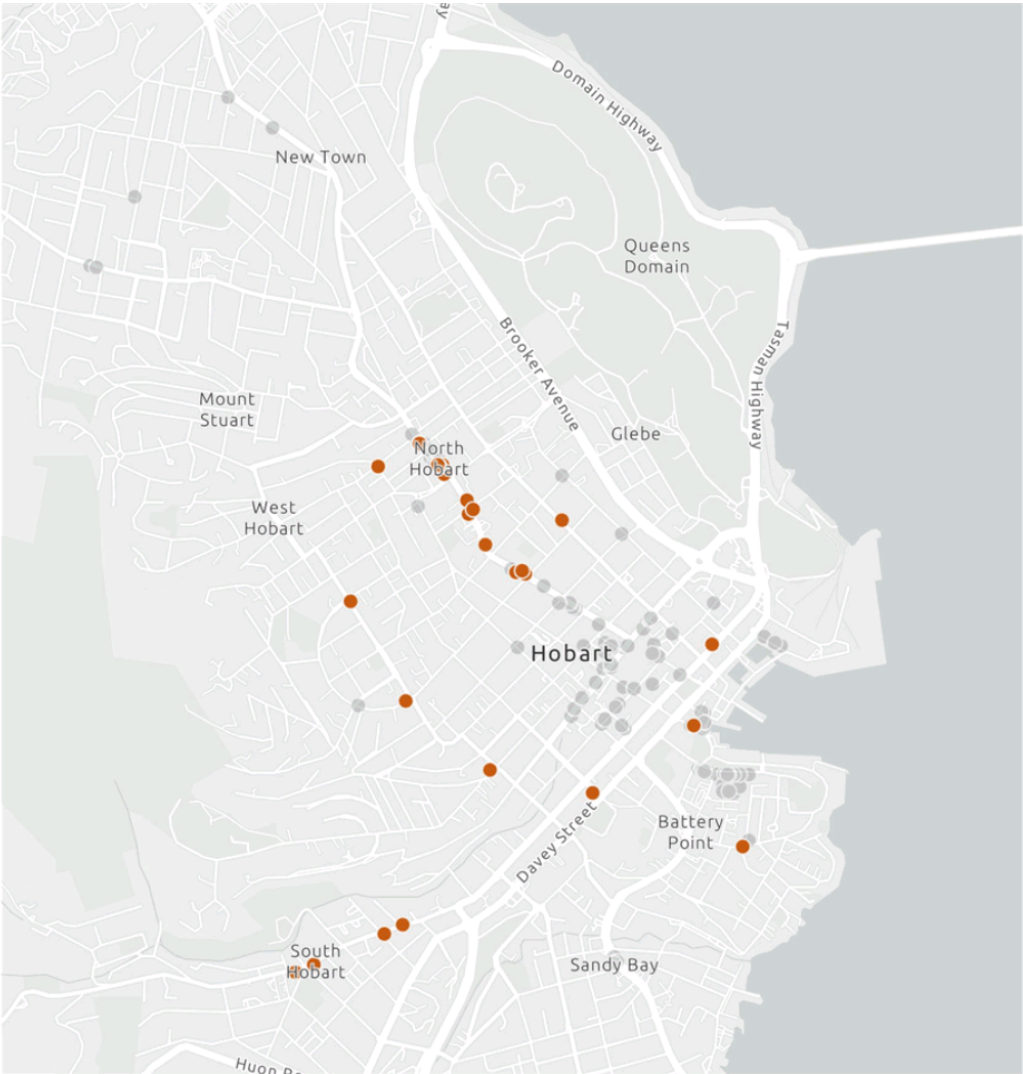 Domain Highway
New Town
Queens
Domain
Brooker Avenue
Tasman Highway
Mount
Stuart
Glebe
North
Hobart
West
Hobart
Hobart
Battery
Point
Davey Street
South
Hobart
Sandy Bay
Huon